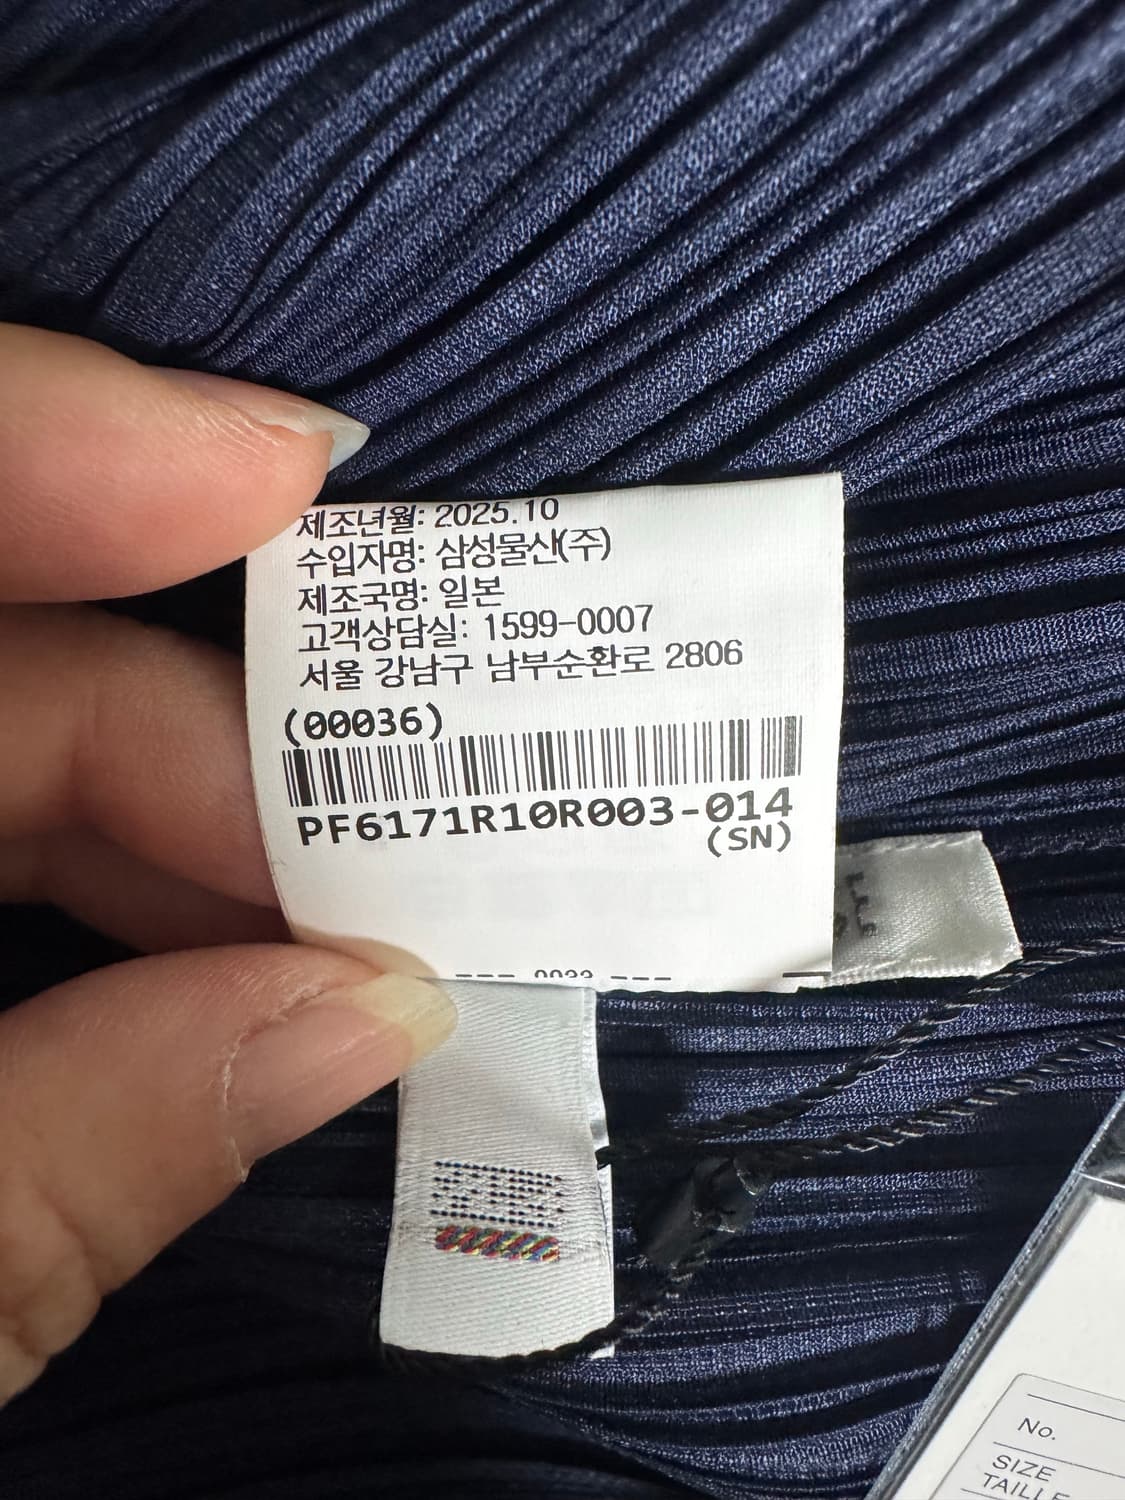 제조년월: 2025.10
수입자명: 삼성물산(주)
제조국명: 일본
고객상담실: 1599-0007
서울 강남구 남부순환로 2806
(00036)
PF6171R10R003-014
(SN)
--- 0033 ---
No.
SIZE
TAILLE